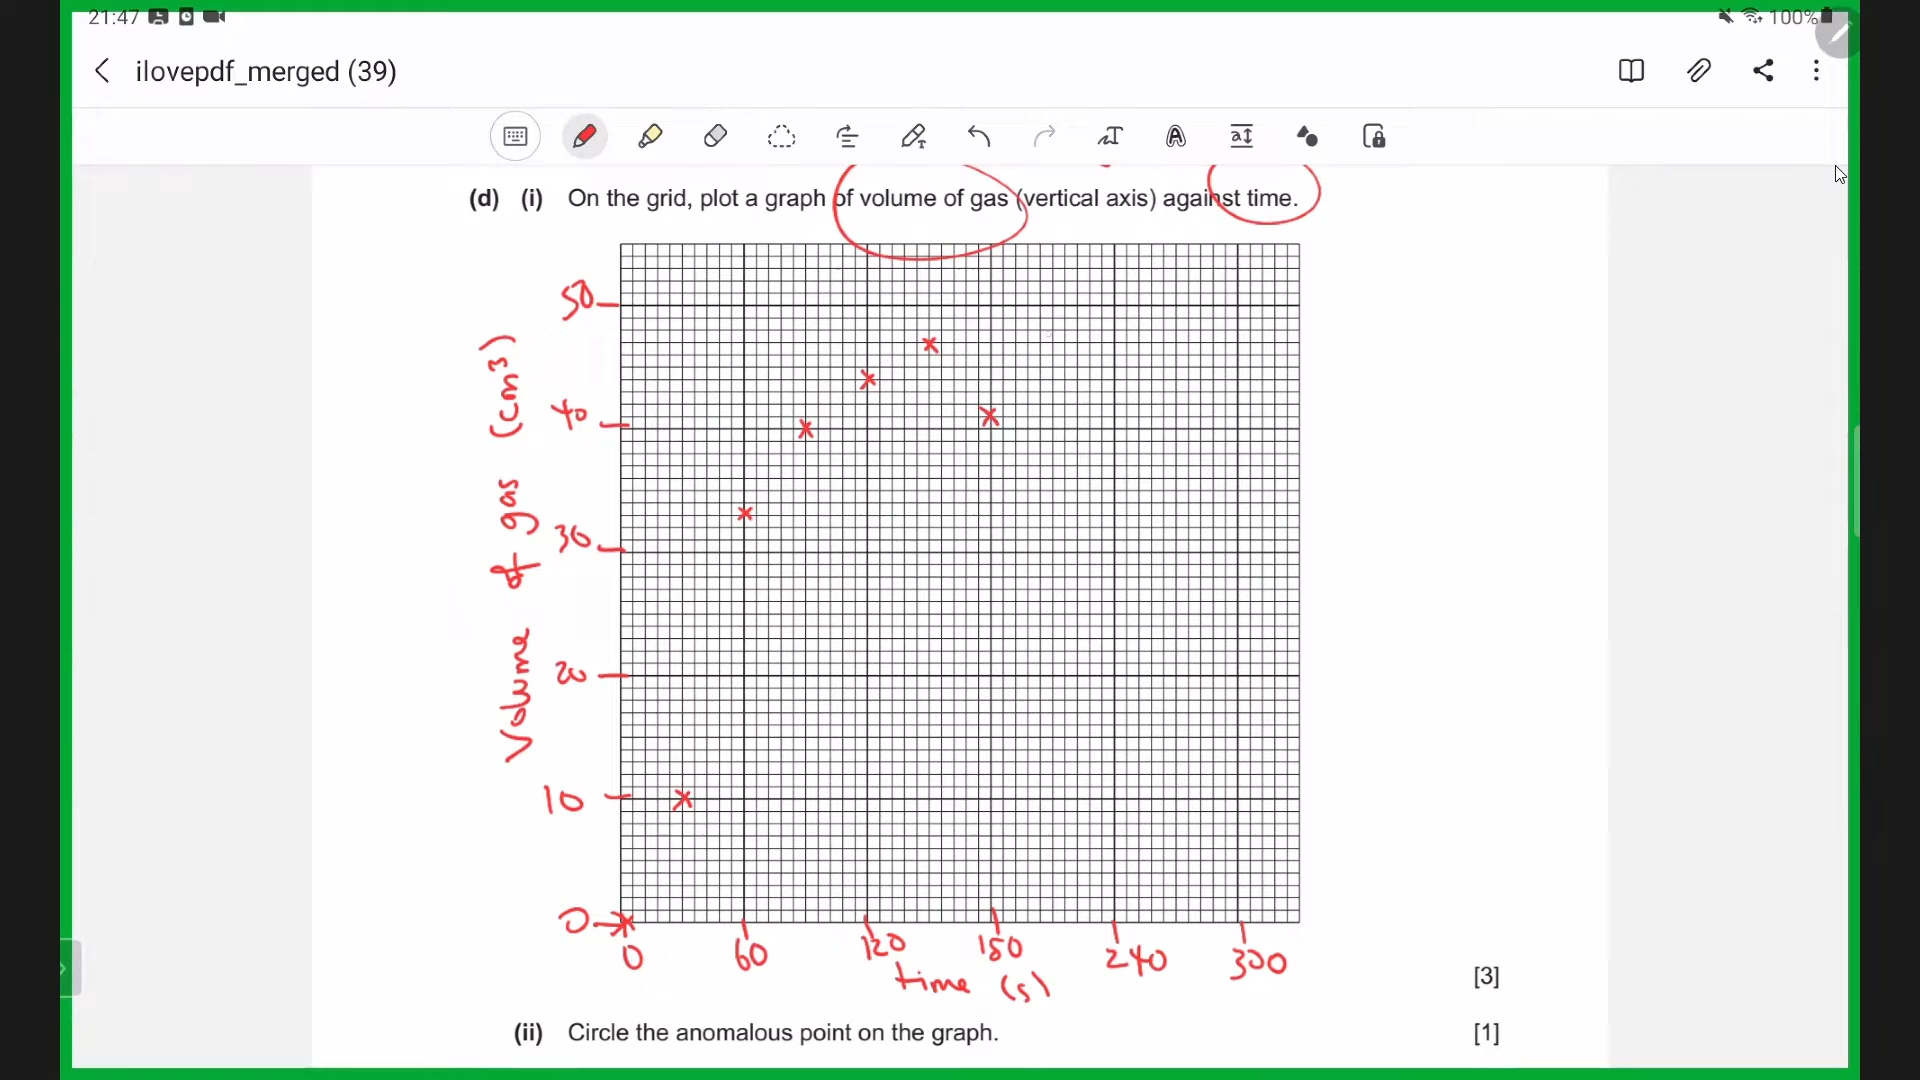 21:47
100%
ilovepdf_merged (39)
(d) (i) On the grid, plot a graph of volume of gas (vertical axis) against time.
50
40
30
20
10
0
Volume of gas (cm³)
0 60 120 180 240 300
time (s)
[3]
(ii) Circle the anomalous point on the graph. [1]